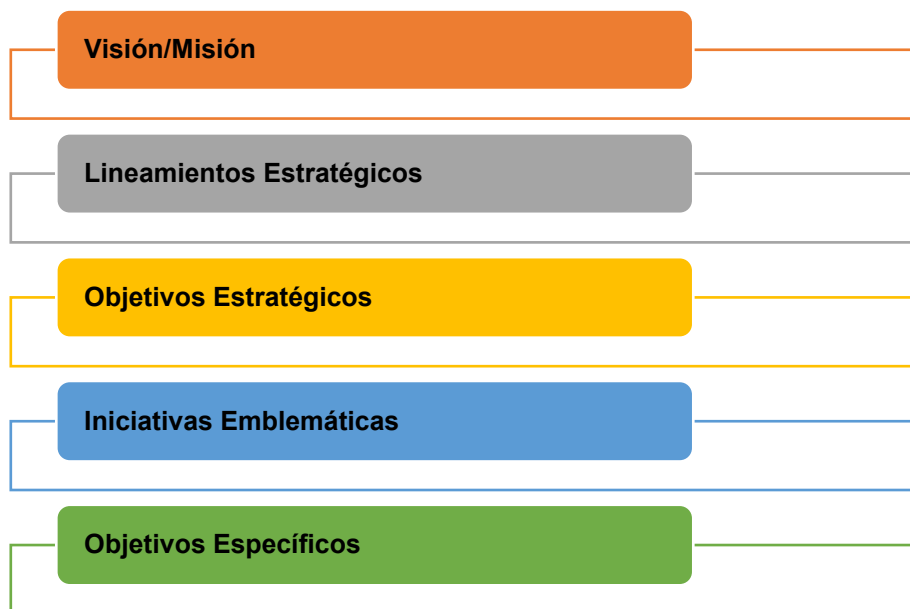 Visión/Misión
Lineamientos Estratégicos
Objetivos Estratégicos
Iniciativas Emblemáticas
Objetivos Específicos